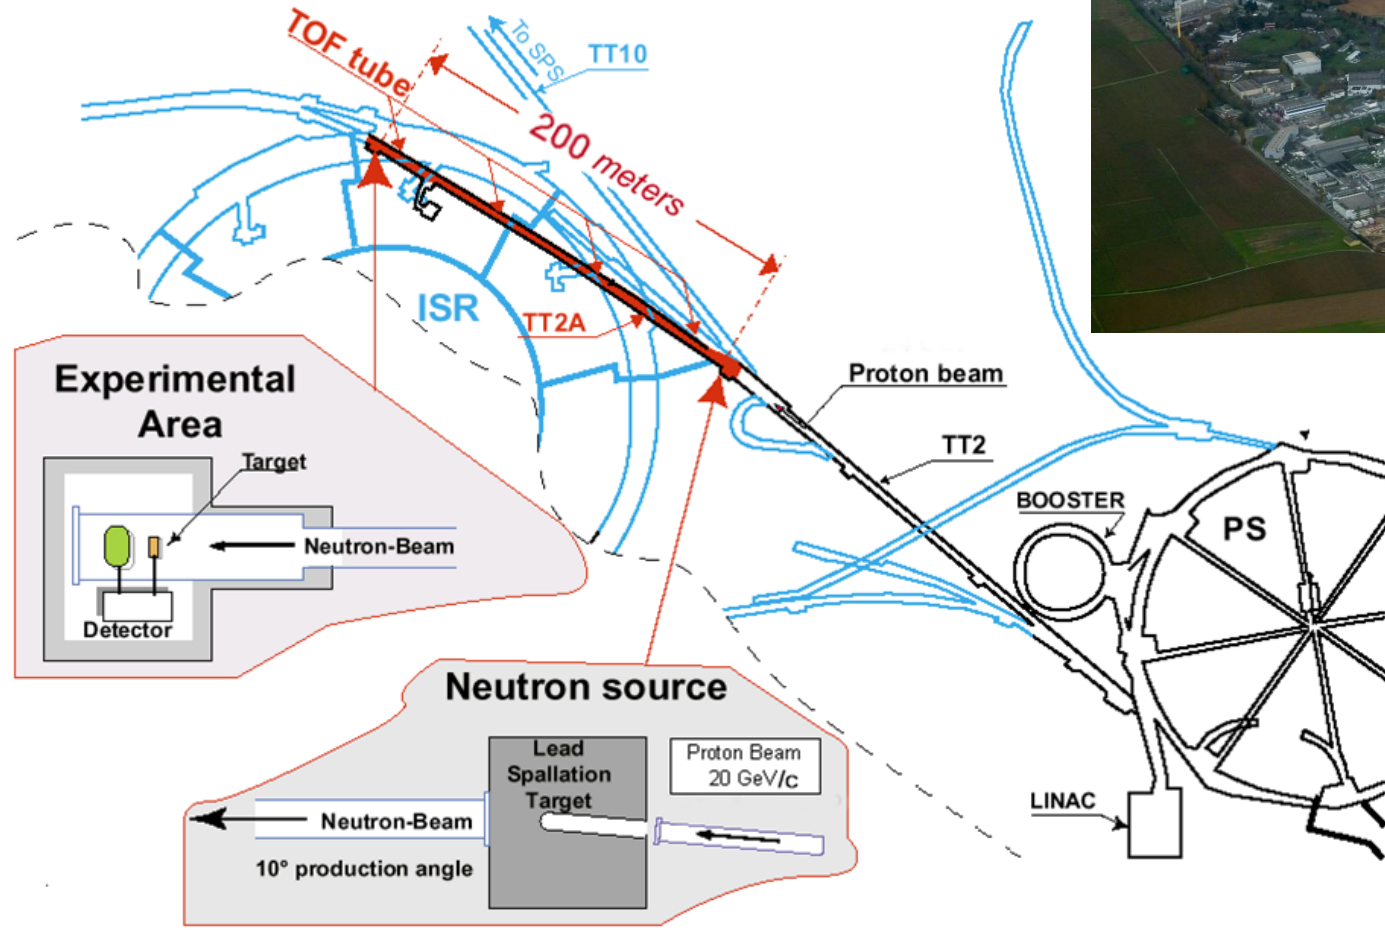 TOF tube
To SPS
TT10
200 meters
ISR
TT2A
Proton beam
TT2
BOOSTER
PS
LINAC
Experimental
Area
Target
Neutron-Beam
Detector
Neutron source
Lead
Spallation
Target
Proton Beam
20 GeV/c
Neutron-Beam
10° production angle